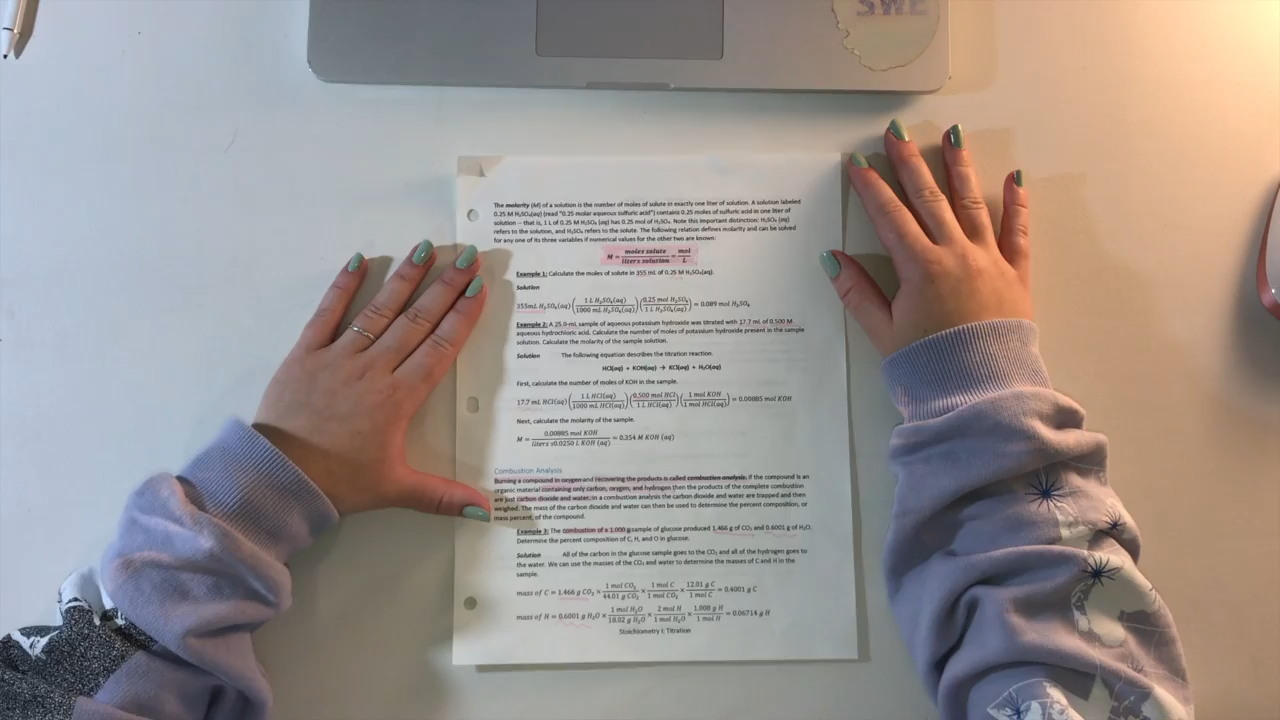 SWE
The molarity (M) of a solution is the number of moles of solute in exactly one liter of solution. A solution labeled
0.25 M H₂SO₄(aq) (read "0.25 molar aqueous sulfuric acid") contains 0.25 moles of sulfuric acid in one liter of
solution – that is, 1 L of 0.25 M H₂SO₄ (aq) has 0.25 mol of H₂SO₄. Note this important distinction: H₂SO₄ (aq)
refers to the solution, and H₂SO₄ refers to the solute. The following relation defines molarity and can be solved
for any one of its three variables if numerical values for the other two are known:
M = moles solute / liters solution = mol / L
Example 1: Calculate the moles of solute in 355 mL of 0.25 M H₂SO₄(aq).
Solution
355mL H₂SO₄(aq) (1 L H₂SO₄(aq) / 1000 mL H₂SO₄(aq)) (0.25 mol H₂SO₄ / 1 L H₂SO₄(aq)) = 0.089 mol H₂SO₄
Example 2: A 25.0-mL sample of aqueous potassium hydroxide was titrated with 17.7 mL of 0.500 M
aqueous hydrochloric acid. Calculate the number of moles of potassium hydroxide present in the sample
solution. Calculate the molarity of the sample solution.
Solution The following equation describes the titration reaction.
HCl(aq) + KOH(aq) → KCl(aq) + H₂O(aq)
First, calculate the number of moles of KOH in the sample.
17.7 mL HCl(aq) (1 L HCl(aq) / 1000 mL HCl(aq)) (0.500 mol HCl / 1 L HCl(aq)) (1 mol KOH / 1 mol HCl(aq)) = 0.00885 mol KOH
Next, calculate the molarity of the sample.
M = 0.00885 mol KOH / liters s0.0250 L KOH (aq) = 0.354 M KOH (aq)
Combustion Analysis
Burning a compound in oxygen and recovering the products is called combustion analysis. If the compound is an
organic material containing only carbon, oxygen, and hydrogen then the products of the complete combustion
are just carbon dioxide and water. In a combustion analysis the carbon dioxide and water are trapped and then
weighed. The mass of the carbon dioxide and water can then be used to determine the percent composition, or
mass percent, of the compound.
Example 3: The combustion of a 1.000 g sample of glucose produced 1.466 g of CO₂ and 0.6001 g of H₂O.
Determine the percent composition of C, H, and O in glucose.
Solution All of the carbon in the glucose sample goes to the CO₂ and all of the hydrogen goes to
the water. We can use the masses of the CO₂ and water to determine the masses of C and H in the
sample.
mass of C = 1.466 g CO₂ × 1 mol CO₂ / 44.01 g CO₂ × 1 mol C / 1 mol CO₂ × 12.01 g C / 1 mol C = 0.4001 g C
mass of H = 0.6001 g H₂O × 1 mol H₂O / 18.02 g H₂O × 2 mol H / 1 mol H₂O × 1.008 g H / 1 mol H = 0.06714 g H
Stoichiometry I: Titration